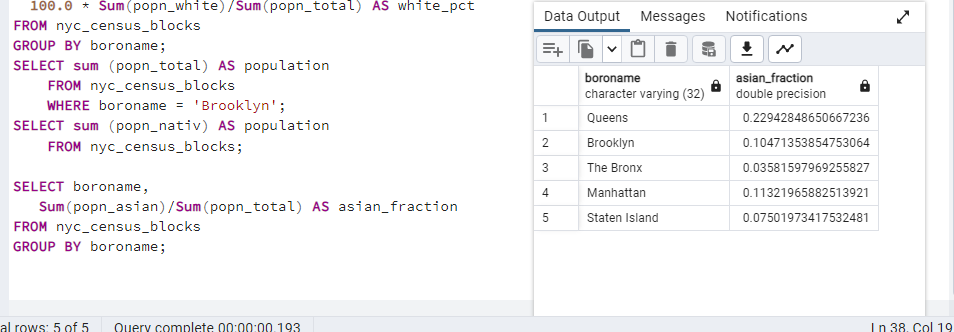 100.0 * Sum(popn_white)/Sum(popn_total) AS white_pct
FROM nyc_census_blocks
GROUP BY boroname;
SELECT sum (popn_total) AS population
FROM nyc_census_blocks
WHERE boroname = 'Brooklyn';
SELECT sum (popn_nativ) AS population
FROM nyc_census_blocks;
SELECT boroname,
Sum(popn_asian)/Sum(popn_total) AS asian_fraction
FROM nyc_census_blocks
GROUP BY boroname;
Data Output Messages Notifications
boroname asian_fraction
character varying (32) double precision
1 Queens 0.22942848650667236
2 Brooklyn 0.10471353854753064
3 The Bronx 0.03581597969255827
4 Manhattan 0.11321965882513921
5 Staten Island 0.07501973417532481
al rows: 5 of 5 Query complete 00:00:00.193 Ln 38, Col 19